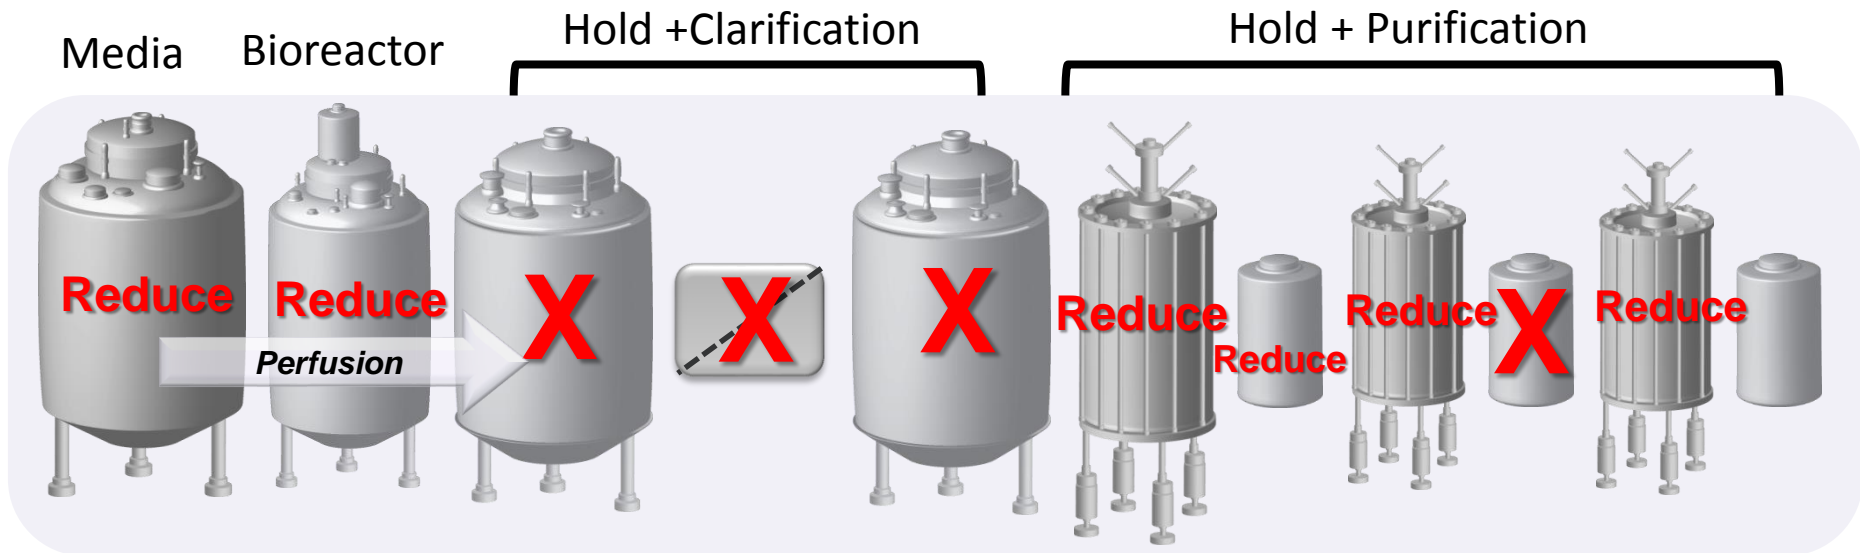 Media
Bioreactor
Hold +Clarification
Hold + Purification
Reduce
Reduce
X
X
X
Reduce
Reduce
Reduce
X
Reduce
Perfusion